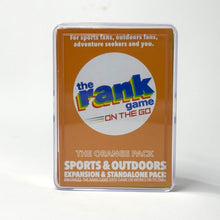 For sports fans, outdoors fans,
adventure seekers and you.
the
rank
game
ON THE GO
THE ORANGE PACK
SPORTS & OUTDOORS
EXPANSION & STANDALONE PACK!